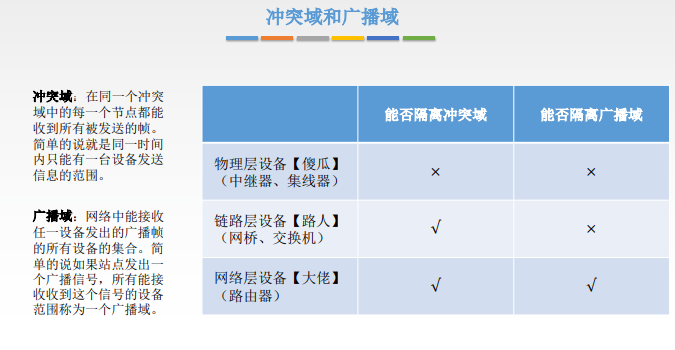 冲突域和广播域
冲突域：在同一个冲突
域中的每一个节点都能
收到所有被发送的帧。
简单的说就是同一时间
内只能有一台设备发送
信息的范围。
广播域：网络中能接收
任一设备发出的广播帧
的所有设备的集合。简
单的说如果站点发出一
个广播信号，所有能接
收收到这个信号的设备
范围称为一个广播域。
能否隔离冲突域 能否隔离广播域
物理层设备【傻瓜】
（中继器、集线器）
× ×
链路层设备【路人】
（网桥、交换机）
√ ×
网络层设备【大佬】
（路由器）
√ √